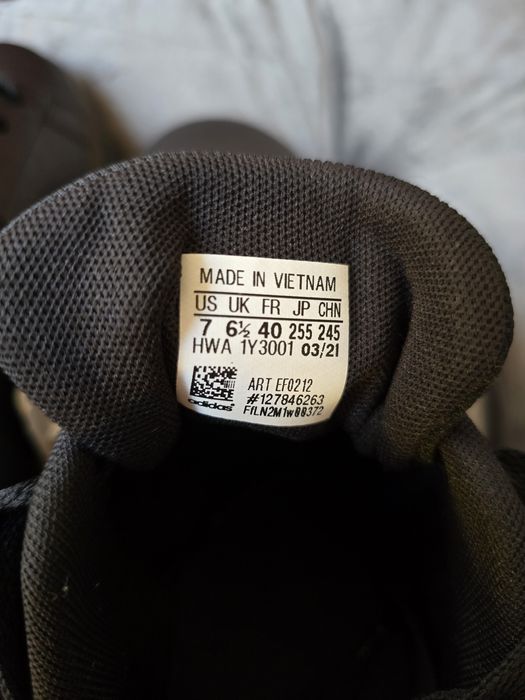 MADE IN VIETNAM
US UK FR JP CHN
7 6½ 40 255 245
HWA 1Y3001 03/21
ART EF0212
#127846263
adidas FfLN2M1w08372